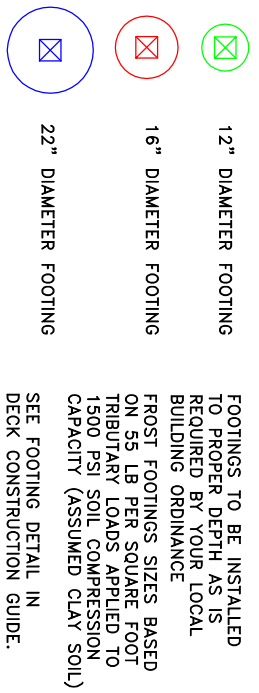 12" DIAMETER FOOTING
16" DIAMETER FOOTING
22" DIAMETER FOOTING
FOOTINGS TO BE INSTALLED
TO PROPER DEPTH AS IS
REQUIRED BY YOUR LOCAL
BUILDING ORDINANCE
FROST FOOTINGS SIZES BASED
ON 55 LB PER SQUARE FOOT
TRIBUTARY LOADS APPLIED TO
1500 PSI SOIL COMPRESSION
CAPACITY (ASSUMED CLAY SOIL)
SEE FOOTING DETAIL IN
DECK CONSTRUCTION GUIDE.